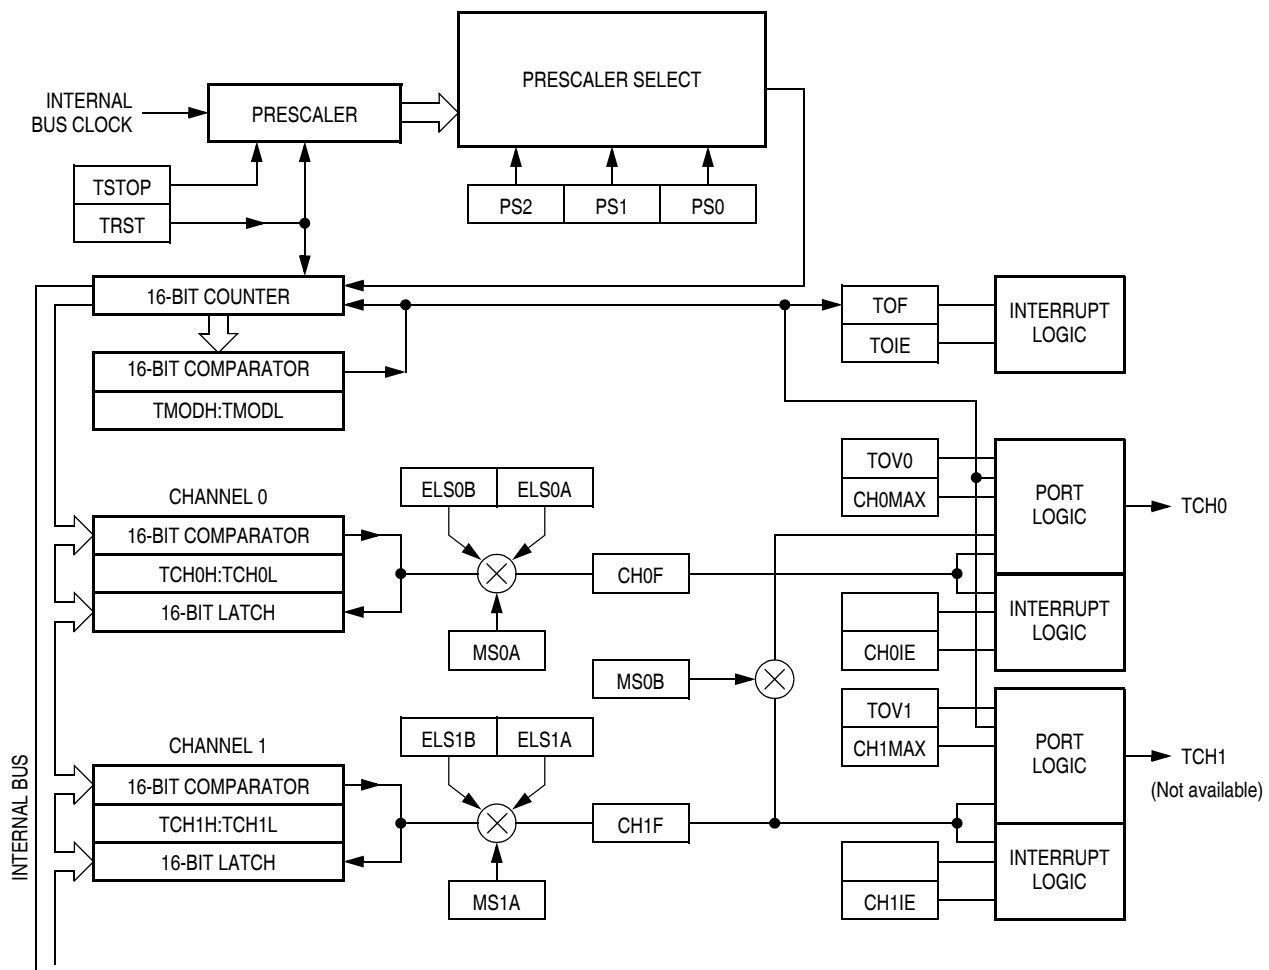 PRESCALER SELECT
INTERNAL
BUS CLOCK
PRESCALER
TSTOP
TRST
PS2
PS1
PS0
16-BIT COUNTER
16-BIT COMPARATOR
TMODH:TMODL
TOF
TOIE
INTERRUPT
LOGIC
CHANNEL 0
16-BIT COMPARATOR
TCH0H:TCH0L
16-BIT LATCH
ELS0B
ELS0A
MS0A
CH0F
TOV0
CH0MAX
PORT
LOGIC
TCH0
INTERRUPT
LOGIC
CH0IE
MS0B
CHANNEL 1
16-BIT COMPARATOR
TCH1H:TCH1L
16-BIT LATCH
ELS1B
ELS1A
MS1A
CH1F
TOV1
CH1MAX
PORT
LOGIC
TCH1
(Not available)
INTERRUPT
LOGIC
CH1IE
INTERNAL BUS